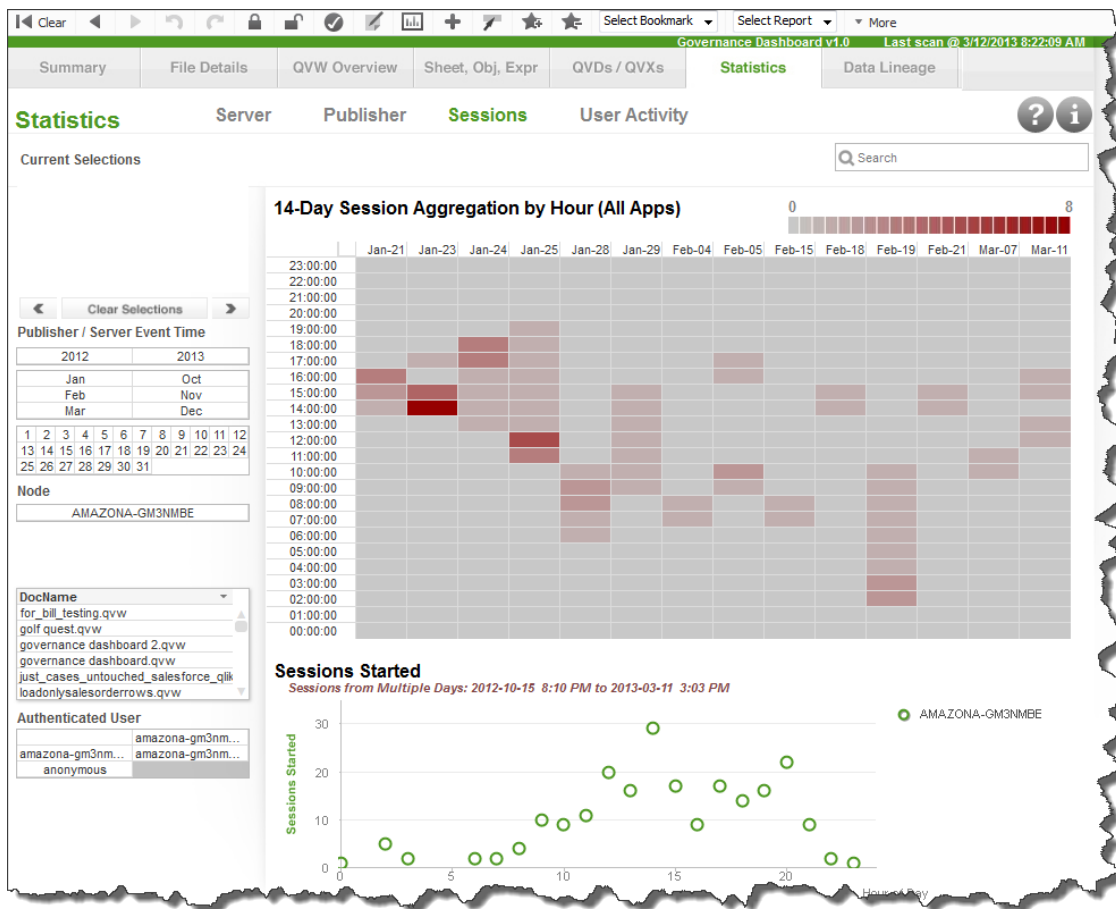 Clear Select Bookmark Select Report More
Governance Dashboard v1.0 Last scan @ 3/12/2013 8:22:09 AM
Summary File Details QVW Overview Sheet, Obj, Expr QVDs / QVXs Statistics Data Lineage
Statistics Server Publisher Sessions User Activity ? i
Current Selections
Search
14-Day Session Aggregation by Hour (All Apps)
0 8
Jan-21 Jan-23 Jan-24 Jan-25 Jan-28 Jan-29 Feb-04 Feb-05 Feb-15 Feb-18 Feb-19 Feb-21 Mar-07 Mar-11
23:00:00
22:00:00
21:00:00
20:00:00
19:00:00
18:00:00
17:00:00
16:00:00
15:00:00
14:00:00
13:00:00
12:00:00
11:00:00
10:00:00
09:00:00
08:00:00
07:00:00
06:00:00
05:00:00
04:00:00
03:00:00
02:00:00
01:00:00
00:00:00
Clear Selections
Publisher / Server Event Time
2012 2013
Jan Oct
Feb Nov
Mar Dec
1 2 3 4 5 6 7 8 9 10 11 12
13 14 15 16 17 18 19 20 21 22 23 24
25 26 27 28 29 30 31
Node
AMAZONA-GM3NMBE
DocName
for_bill_testing.qvw
golf quest.qvw
governance dashboard 2.qvw
governance dashboard.qvw
just_cases_untouched_salesforce_qlik
loadonlysalesorderrows.qvw
Authenticated User
amazona-gm3nm...
amazona-gm3nm... amazona-gm3nm...
anonymous
Sessions Started
Sessions from Multiple Days: 2012-10-15 8:10 PM to 2013-03-11 3:03 PM
AMAZONA-GM3NMBE
Sessions Started
30
20
10
0
0 5 10 15 20
Hour of Day